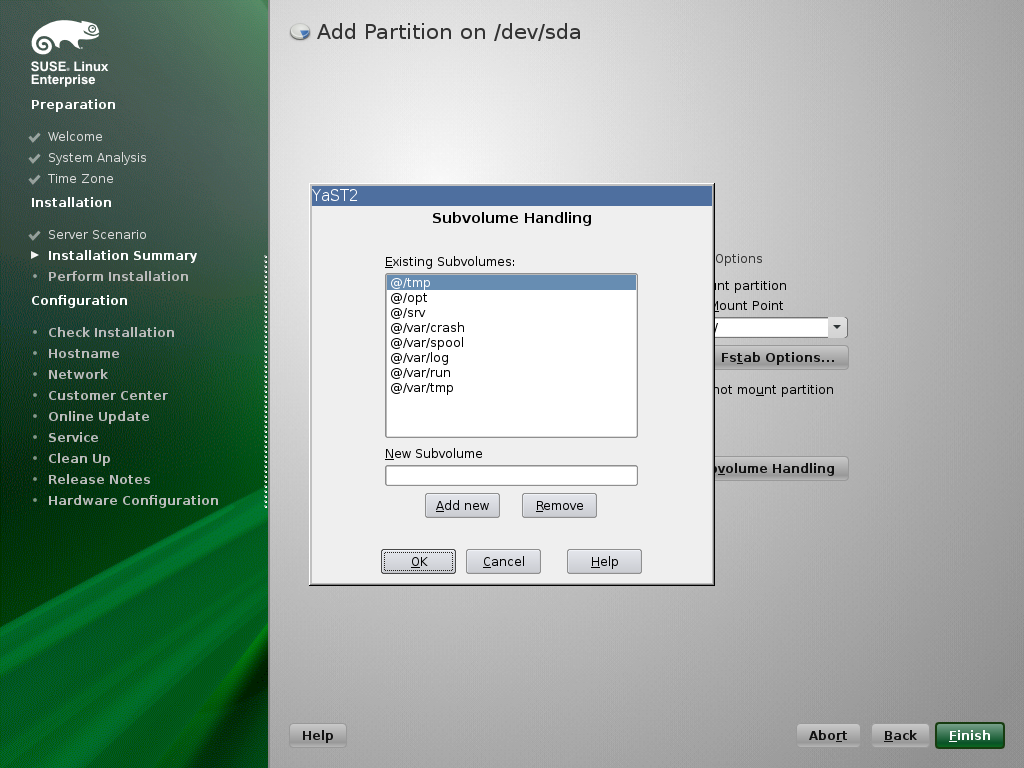 SUSE. Linux
Enterprise
Preparation
Welcome
System Analysis
Time Zone
Installation
Server Scenario
Installation Summary
Perform Installation
Configuration
Check Installation
Hostname
Network
Customer Center
Online Update
Service
Clean Up
Release Notes
Hardware Configuration
Add Partition on /dev/sda
YaST2
Subvolume Handling
Existing Subvolumes:
@/tmp
@/opt
@/srv
@/var/crash
@/var/spool
@/var/log
@/var/run
@/var/tmp
New Subvolume
Add new
Remove
OK
Cancel
Help
Options
partition
Mount Point
/
Fstab Options...
not mount partition
Handling
Help
Abort
Back
Finish